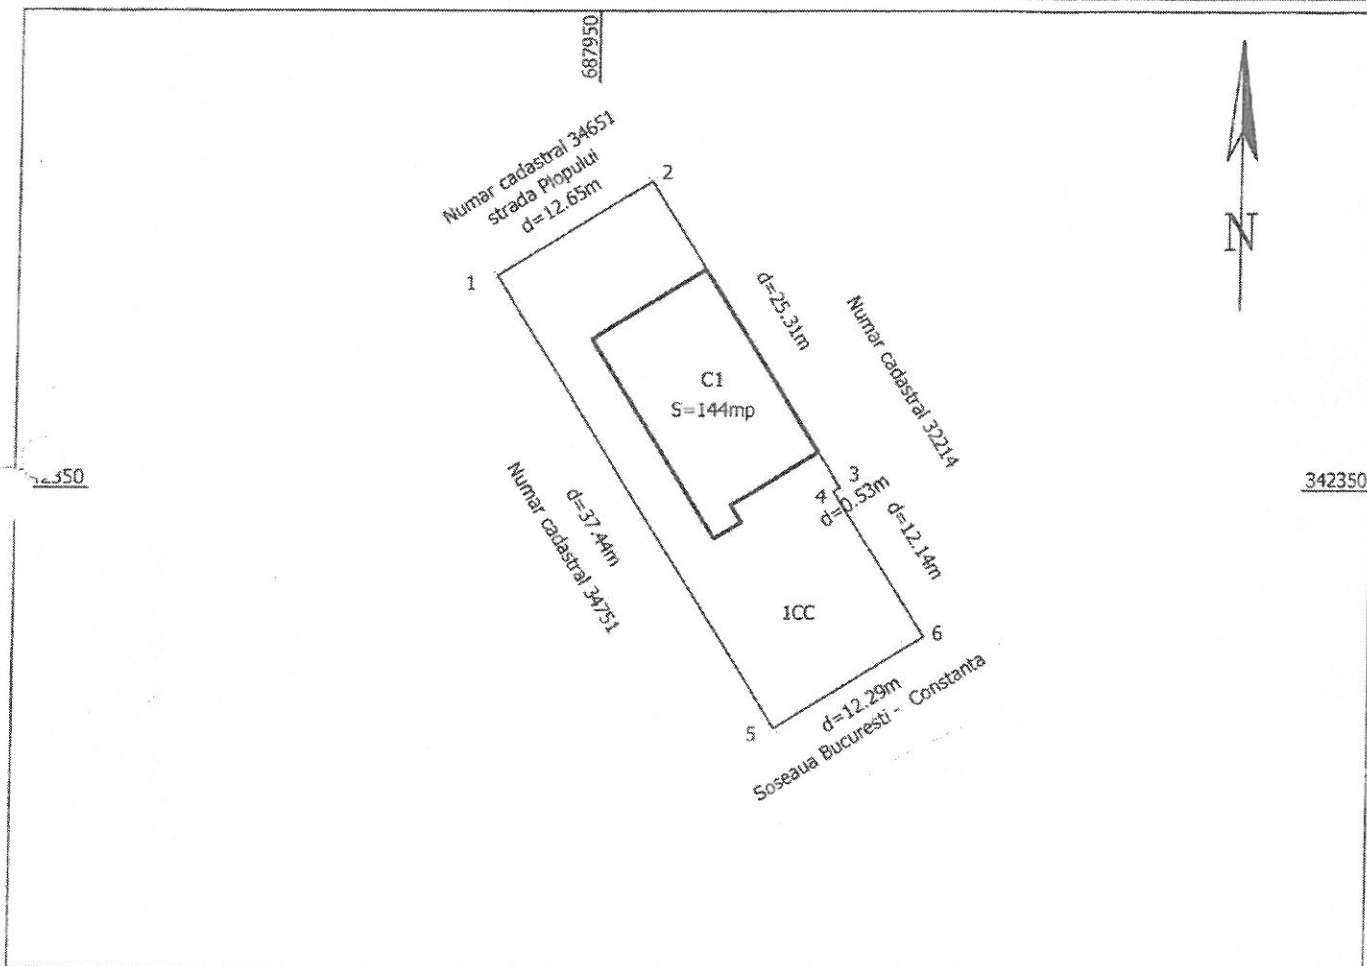 687950
Numar cadastral 34651
strada Plopului
d=12.65m
2
1
N
d=25.31m
Numar cadastral 32214
C1
S=144mp
3
4
d=0.53m
d=12.14m
342350
d=37.44m
Numar cadastral 34751
1CC
6
5
d=12.29m
Soseaua Bucuresti - Constanta